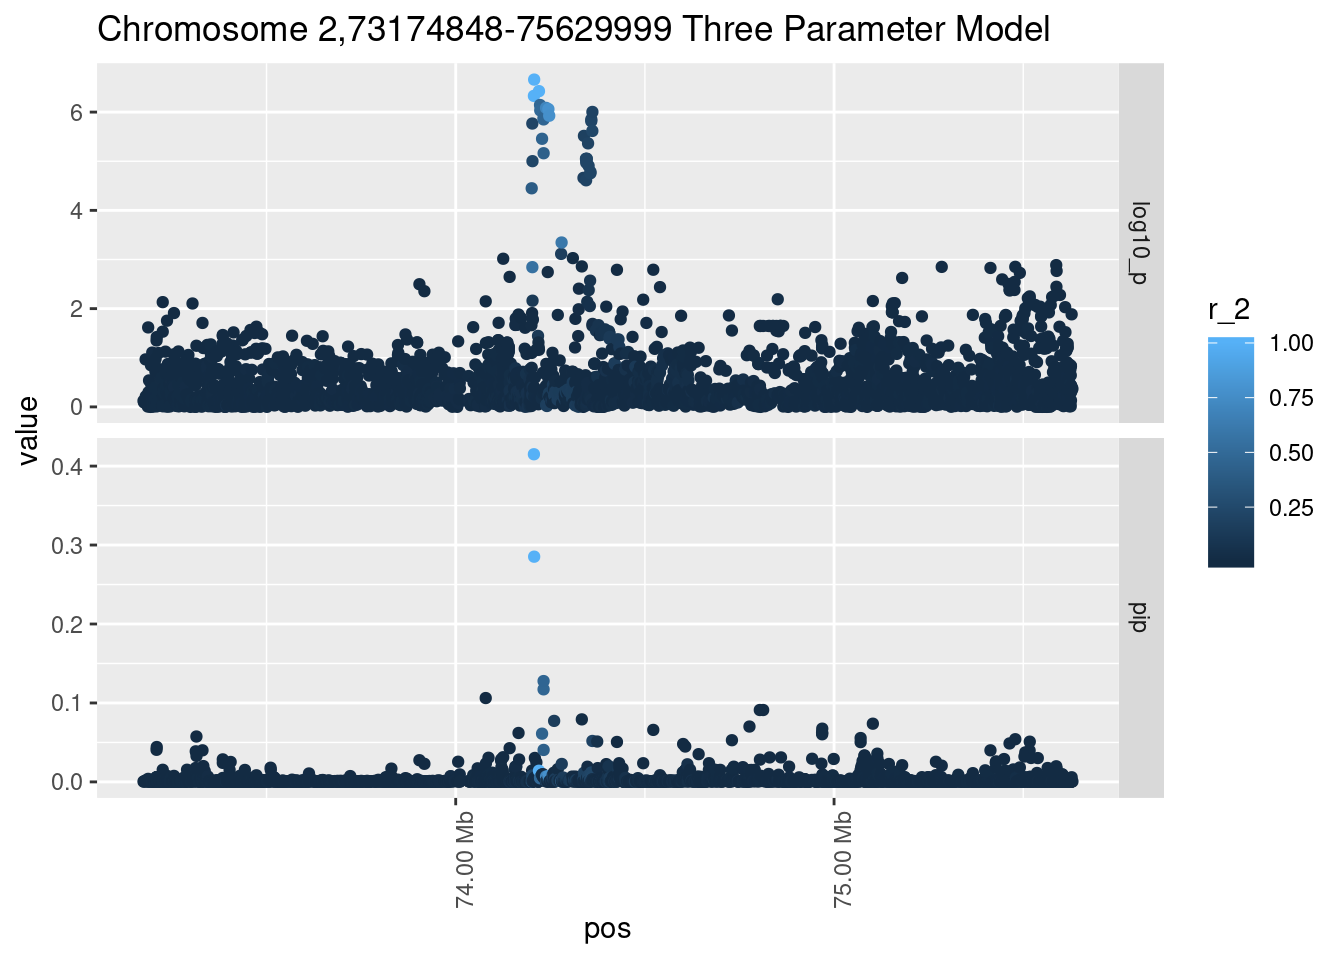 Chromosome 2,73174848-75629999 Three Parameter Model
6
4
2
0
log10_p
value
0.4
0.3
0.2
0.1
0.0
pip
74.00 Mb
75.00 Mb
pos
r_2
1.00
0.75
0.50
0.25